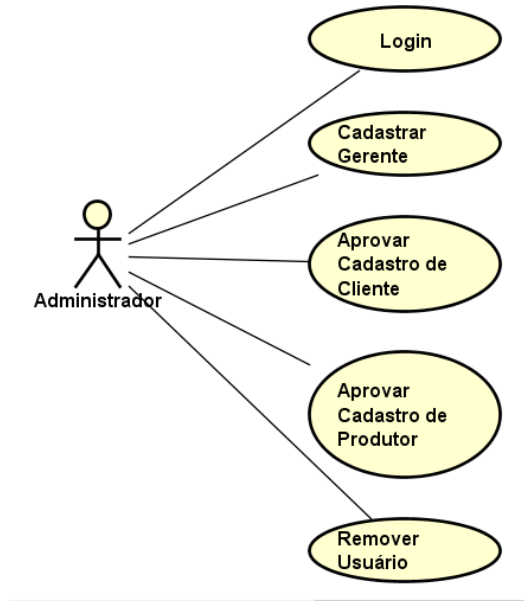 Login
Cadastrar
Gerente
Aprovar
Cadastro de
Cliente
Administrador
Aprovar
Cadastro de
Produtor
Remover
Usuário